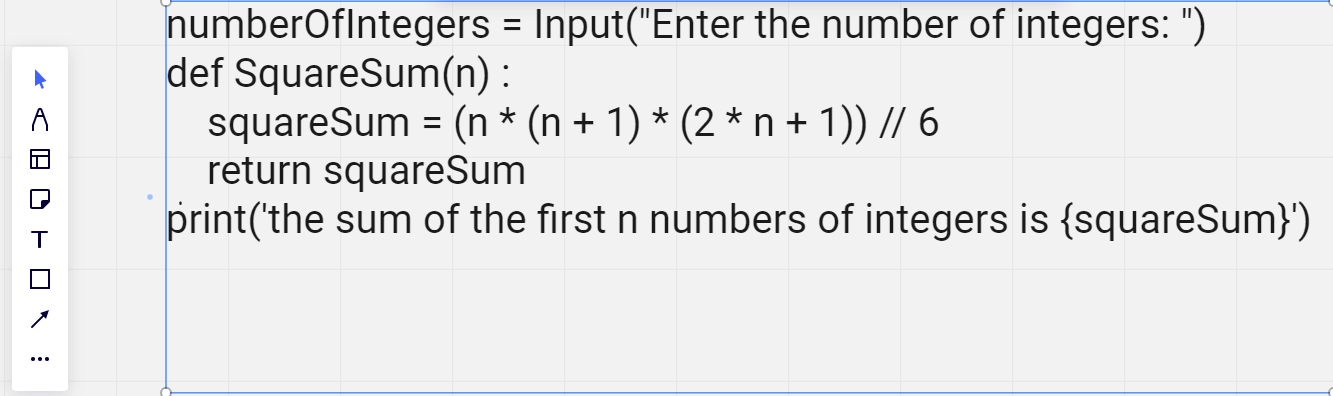 numberOfIntegers = Input("Enter the number of integers: ")
def SquareSum(n) :
    squareSum = (n * (n + 1) * (2 * n + 1)) // 6
    return squareSum
print('the sum of the first n numbers of integers is {squareSum}')
T